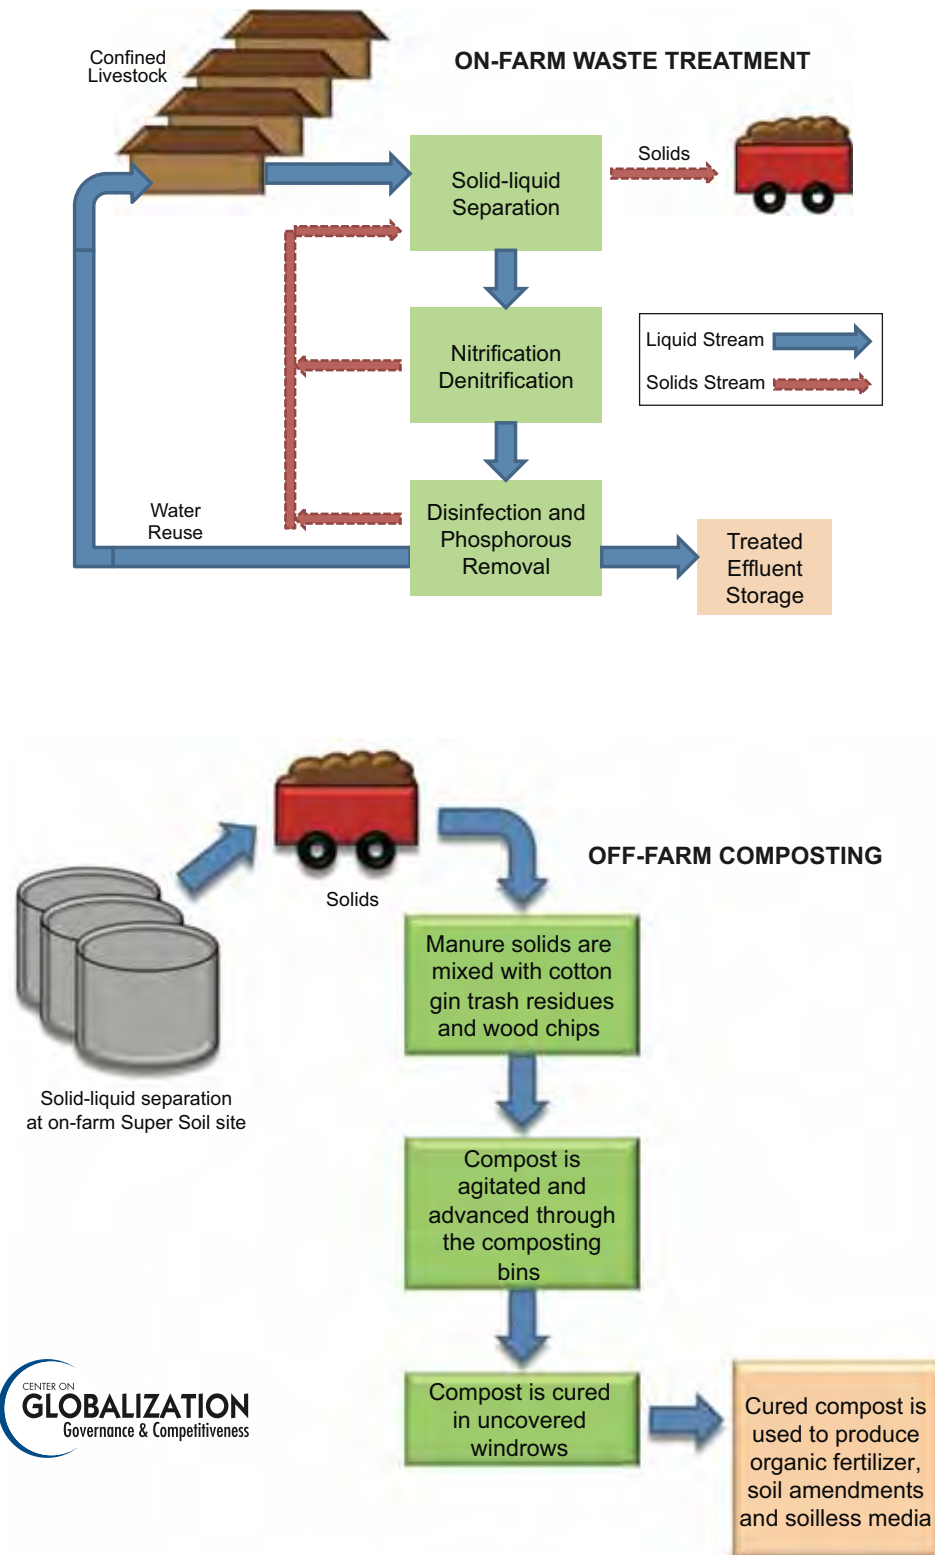 Confined
Livestock
ON-FARM WASTE TREATMENT
Solid-liquid
Separation
Solids
Nitrification
Denitrification
Liquid Stream
Solids Stream
Water
Reuse
Disinfection and
Phosphorous
Removal
Treated
Effluent
Storage
OFF-FARM COMPOSTING
Solids
Manure solids are
mixed with cotton
gin trash residues
and wood chips
Solid-liquid separation
at on-farm Super Soil site
Compost is
agitated and
advanced through
the composting
bins
Compost is cured
in uncovered
windrows
Cured compost is
used to produce
organic fertilizer,
soil amendments
and soilless media
CENTER ON
GLOBALIZATION
Governance & Competitiveness